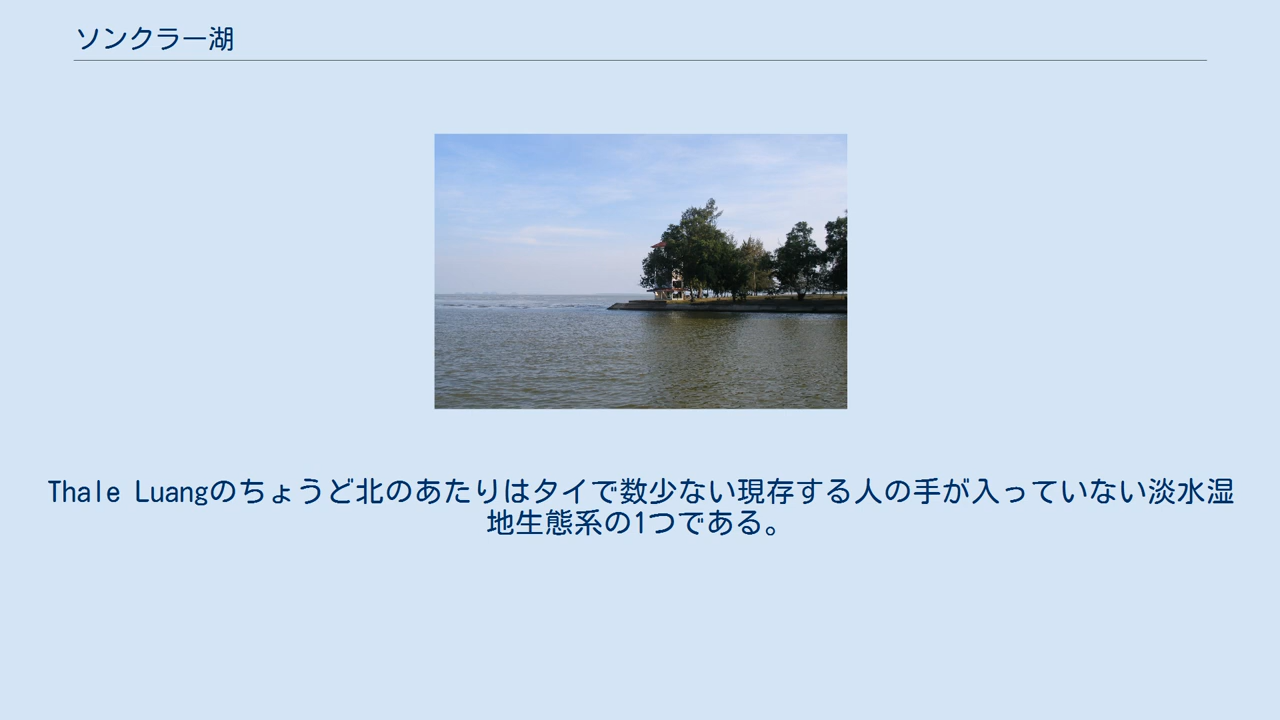 ソンクラー湖
Thale Luangのちょうど北のあたりはタイで数少ない現存する人の手が入っていない淡水湿
地生態系の1つである。